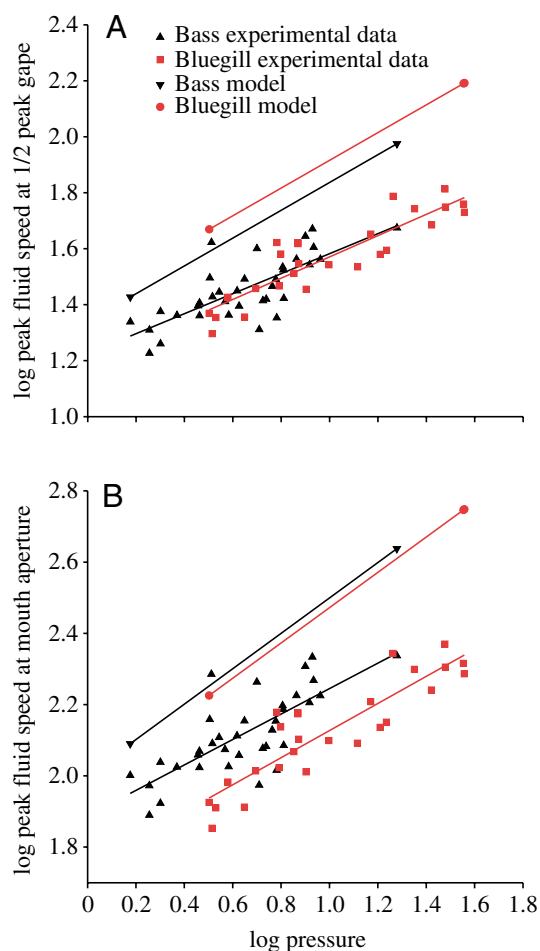 A
Bass experimental data
Bluegill experimental data
Bass model
Bluegill model
log peak fluid speed at 1/2 peak gape
2.4
2.2
2.0
1.8
1.6
1.4
1.2
1.0
B
log peak fluid speed at mouth aperture
2.8
2.6
2.4
2.2
2.0
1.8
0 0.2 0.4 0.6 0.8 1.0 1.2 1.4 1.6 1.8
log pressure